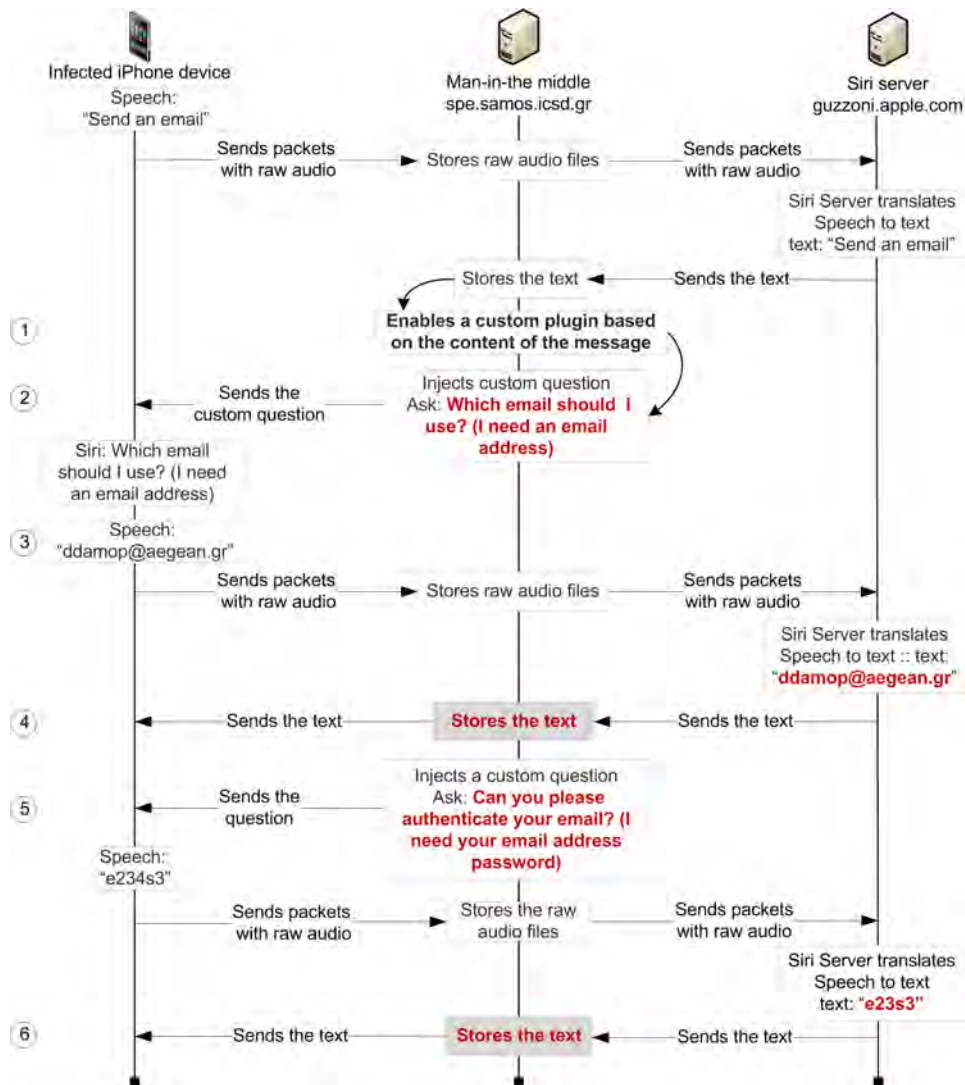 Infected iPhone device
Speech:
"Send an email"
Man-in-the middle
spe.samos.icsd.gr
Siri server
guzzoni.apple.com
Sends packets
with raw audio
Stores raw audio files
Sends packets
with raw audio
Siri Server translates
Speech to text
text: "Send an email"
Stores the text
Sends the text
1
Enables a custom plugin based
on the content of the message
2
Sends the
custom question
Injects custom question
Ask: Which email should I
use? (I need an email
address)
Siri: Which email
should I use? (I need
an email address)
3
Speech:
"ddamop@aegean.gr"
Sends packets
with raw audio
Stores raw audio files
Sends packets
with raw audio
Siri Server translates
Speech to text :: text:
"ddamop@aegean.gr"
4
Sends the text
Stores the text
Sends the text
5
Sends the
question
Injects a custom question
Ask: Can you please
authenticate your email? (I
need your email address
password)
Speech:
"e234s3"
Sends packets
with raw audio
Stores the raw
audio files
Sends packets
with raw audio
Siri Server translates
Speech to text
text: "e23s3"
6
Sends the text
Stores the text
Sends the text